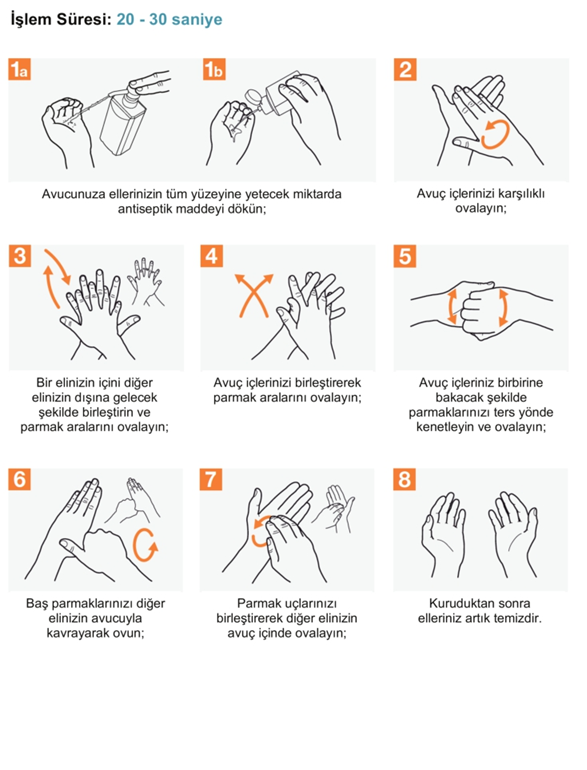 İşlem Süresi: 20 - 30 saniye
1a
1b
Avucunuza ellerinizin tüm yüzeyine yetecek miktarda
antiseptik maddeyi dökün;
2
Avuç içlerinizi karşılıklı
ovalayın;
3
Bir elinizin içini diğer
elinizin dışına gelecek
şekilde birleştirin ve
parmak aralarını ovalayın;
4
Avuç içlerinizi birleştirerek
parmak aralarını ovalayın;
5
Avuç içleriniz birbirine
bakacak şekilde
parmaklarınızı ters yönde
kenetleyin ve ovalayın;
6
Baş parmaklarınızı diğer
elinizin avucuyla
kavrayarak ovun;
7
Parmak uçlarınızı
birleştirerek diğer elinizin
avuç içinde ovalayın;
8
Kuruduktan sonra
elleriniz artık temizdir.